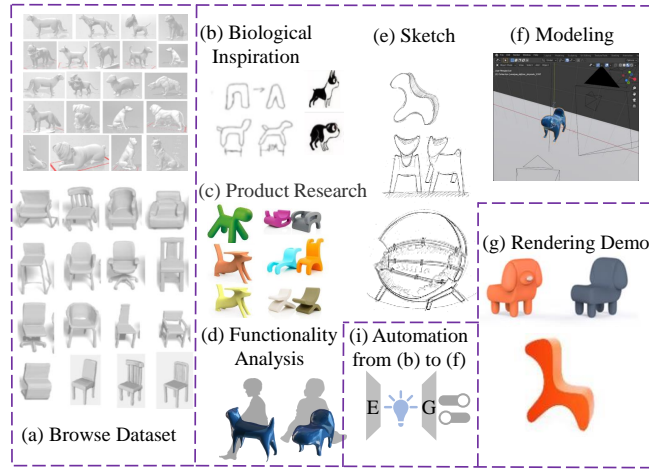 (b) Biological
Inspiration
(e) Sketch
(f) Modeling
(c) Product Research
(g) Rendering Demo
(d) Functionality
Analysis
(i) Automation
from (b) to (f)
E
G
(a) Browse Dataset